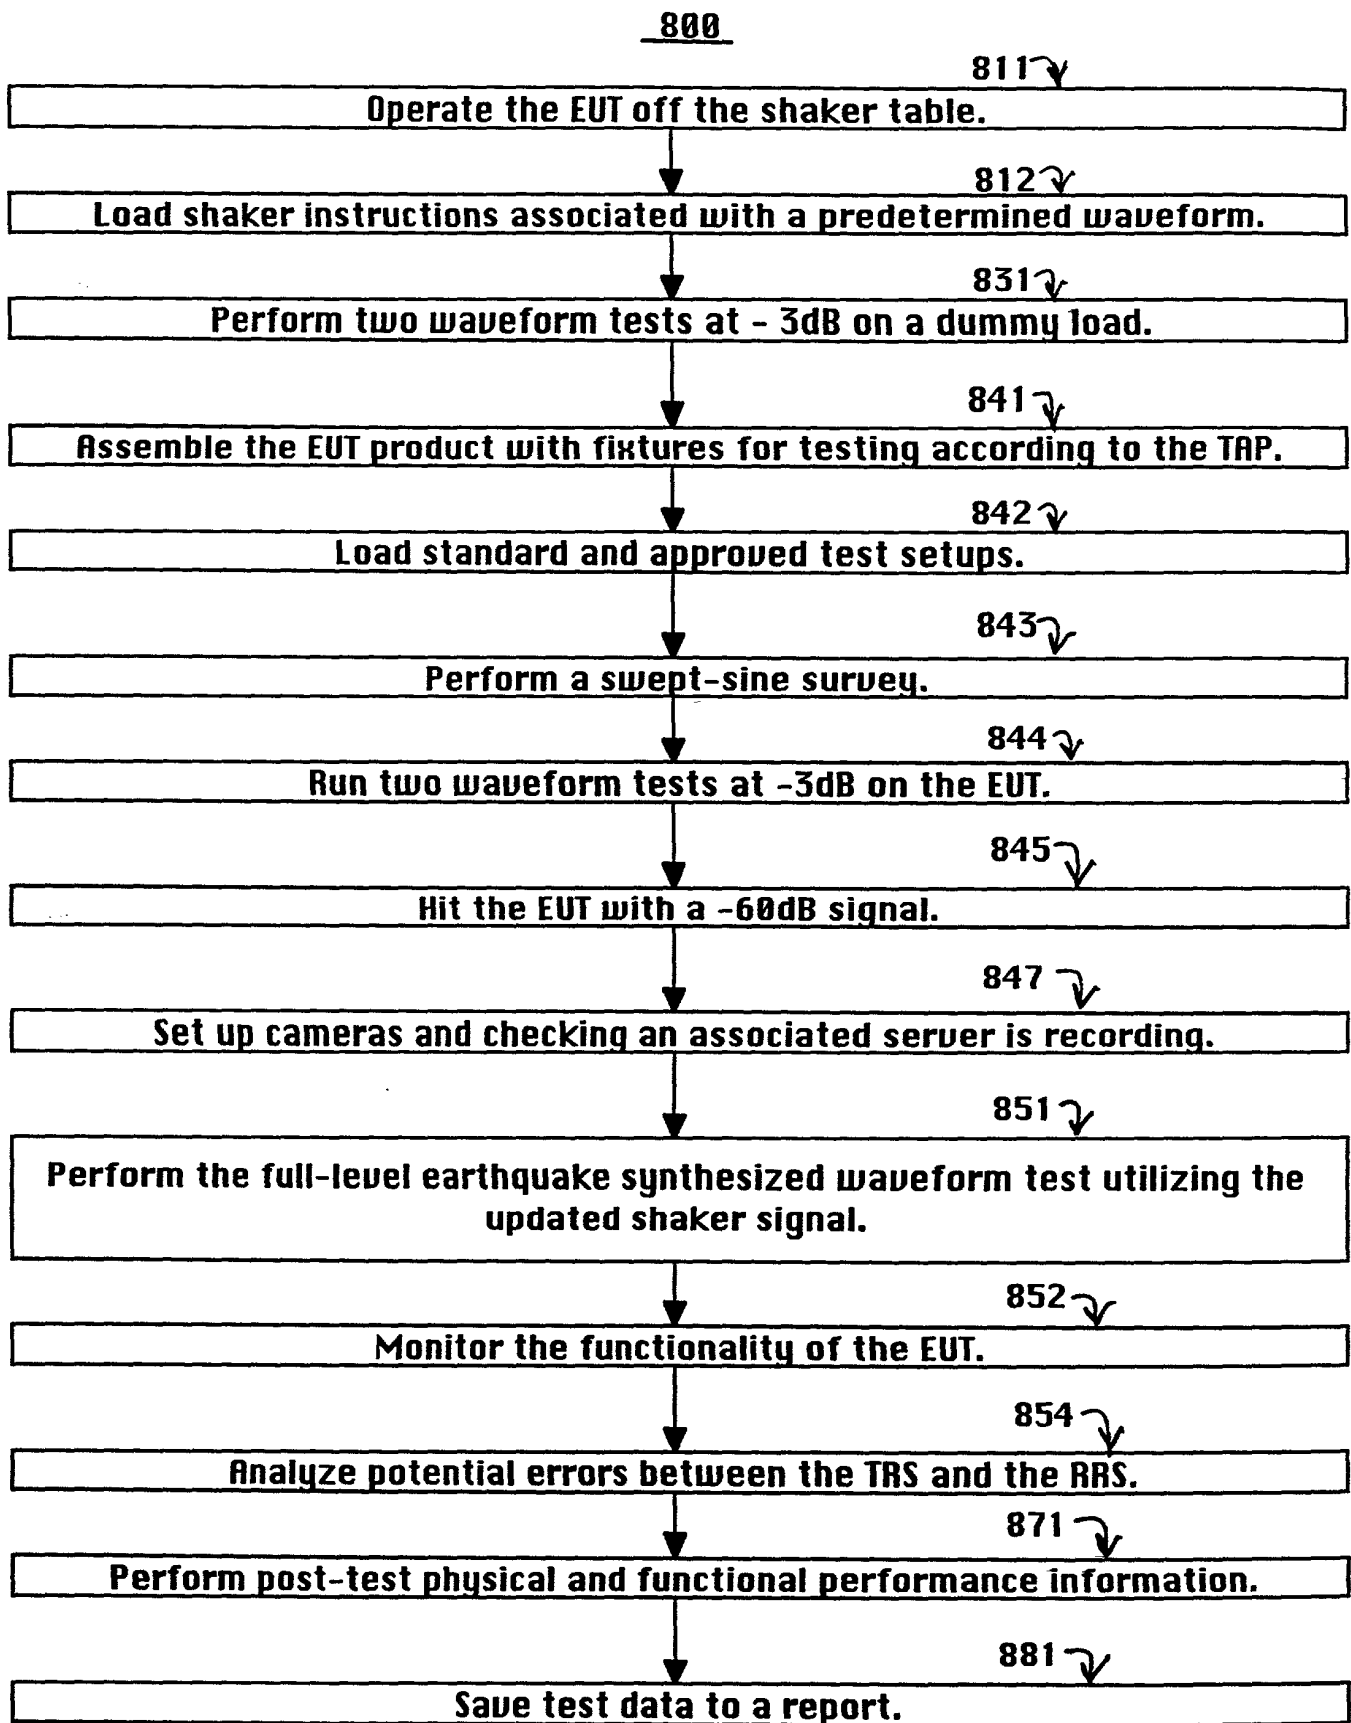 800
811
Operate the EUT off the shaker table.
812
Load shaker instructions associated with a predetermined waveform.
831
Perform two waveform tests at - 3dB on a dummy load.
841
Assemble the EUT product with fixtures for testing according to the TAP.
842
Load standard and approved test setups.
843
Perform a swept-sine survey.
844
Run two waveform tests at -3dB on the EUT.
845
Hit the EUT with a -60dB signal.
847
Set up cameras and checking an associated server is recording.
851
Perform the full-level earthquake synthesized waveform test utilizing the
updated shaker signal.
852
Monitor the functionality of the EUT.
854
Analyze potential errors between the TRS and the RRS.
871
Perform post-test physical and functional performance information.
881
Save test data to a report.